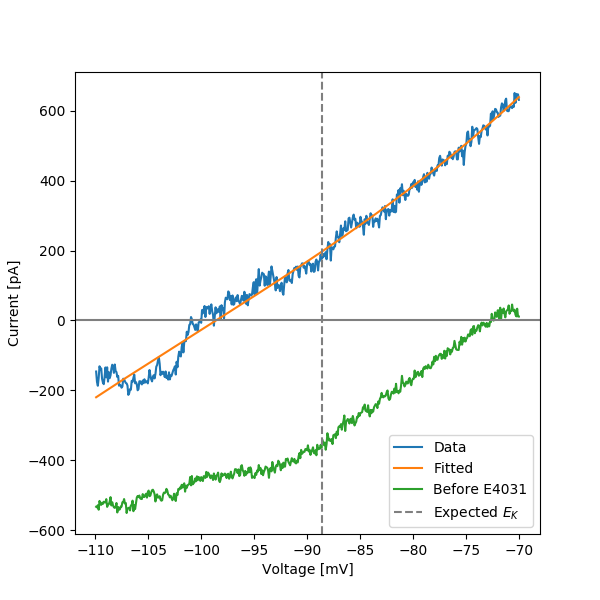 Current [pA]
600
400
200
0
−200
−400
−600
−110
−105
−100
−95
−90
−85
−80
−75
−70
Voltage [mV]
Data
Fitted
Before E4031
Expected $E_K$